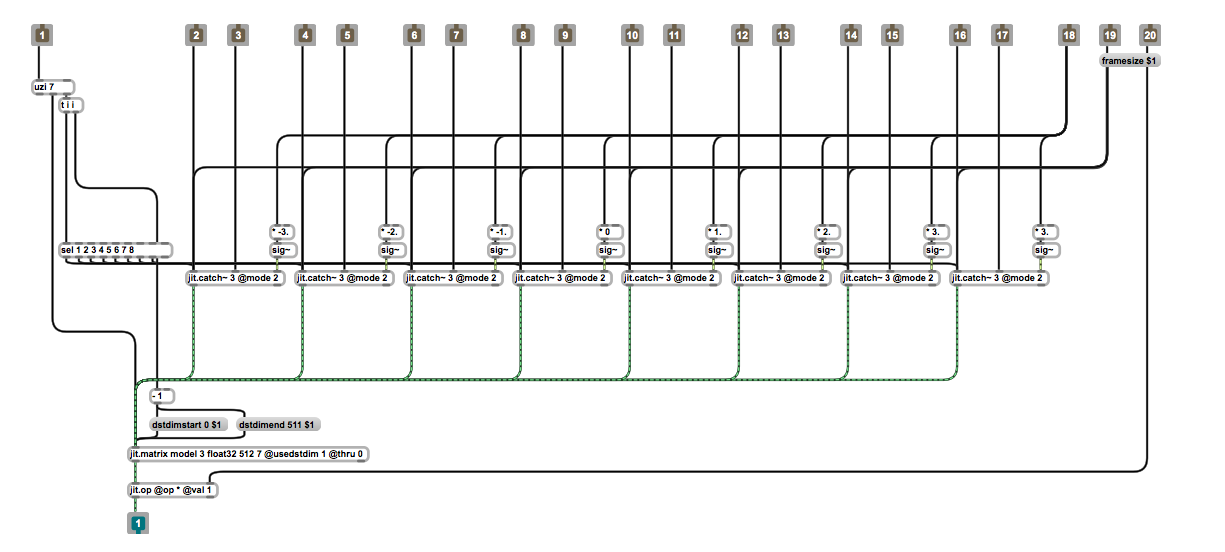 1 2 3 4 5 6 7 8 9 10 11 12 13 14 15 16 17 18 19 20
framesize $1
uzi 7
t i i
* -3. * -2. * -1. * 0 * 1. * 2. * 3. * 3.
sel 1 2 3 4 5 6 7 8 sig~ sig~ sig~ sig~ sig~ sig~ sig~ sig~
jit.catch~ 3 @mode 2 jit.catch~ 3 @mode 2 jit.catch~ 3 @mode 2 jit.catch~ 3 @mode 2 jit.catch~ 3 @mode 2 jit.catch~ 3 @mode 2 jit.catch~ 3 @mode 2 jit.catch~ 3 @mode 2
- 1
dstdimstart 0 $1 dstdimend 511 $1
jit.matrix model 3 float32 512 7 @usedstdim 1 @thru 0
jit.op @op * @val 1
1